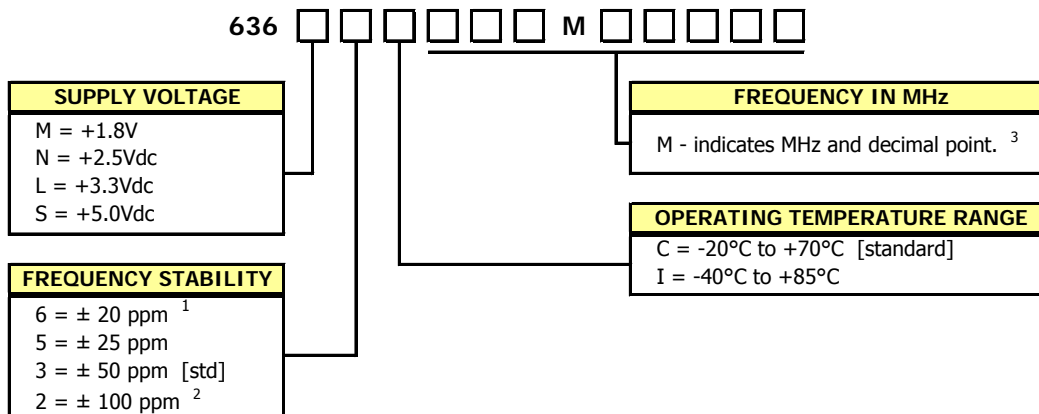 636 M
SUPPLY VOLTAGE
M = +1.8V
N = +2.5Vdc
L = +3.3Vdc
S = +5.0Vdc
FREQUENCY STABILITY
6 = ± 20 ppm 1
5 = ± 25 ppm
3 = ± 50 ppm [std]
2 = ± 100 ppm 2
FREQUENCY IN MHz
M - indicates MHz and decimal point. 3
OPERATING TEMPERATURE RANGE
C = -20°C to +70°C [standard]
I = -40°C to +85°C